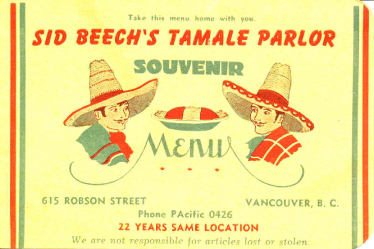 Take this menu home with you.
SID BEECH'S TAMALE PARLOR
SOUVENIR
Menu
615 ROBSON STREET VANCOUVER, B. C.
Phone PAcific 0426
22 YEARS SAME LOCATION
We are not responsible for articles lost or stolen.